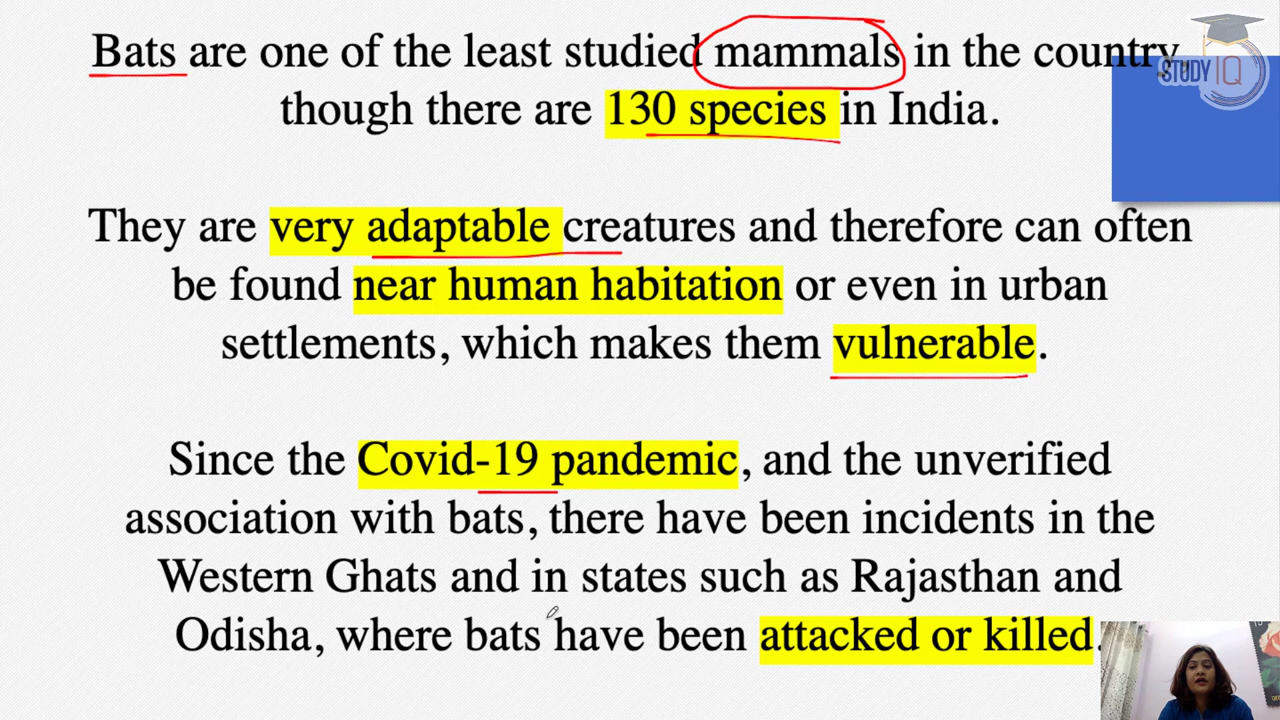 Bats are one of the least studied mammals in the country
though there are 130 species in India.
They are very adaptable creatures and therefore can often
be found near human habitation or even in urban
settlements, which makes them vulnerable.
Since the Covid-19 pandemic, and the unverified
association with bats, there have been incidents in the
Western Ghats and in states such as Rajasthan and
Odisha, where bats have been attacked or killed.
STUDY IQ